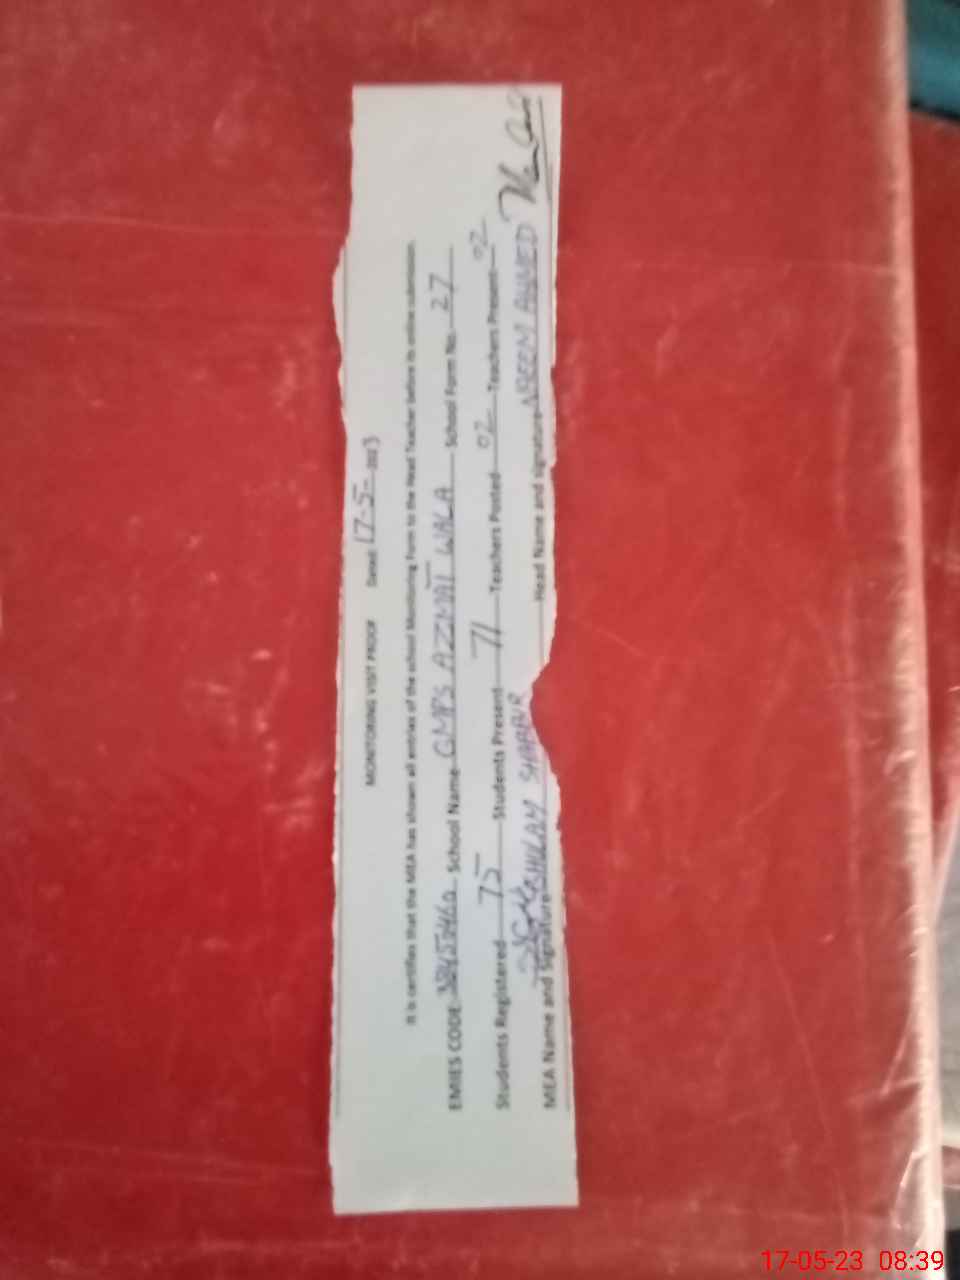 MONITORING VISIT PROOF Dated: 17-5-2023
It is certifies that the MEA has shown all entries of the school Monitoring Form to the Head Teacher before its online submission.
EMIES CODE School Name GMPS AZMAT WALA School Form No. 27
Students Registered 75 Students Present 71 Teachers Posted 02 Teachers Present 02
MEA Name and Signature GHULAM SHABBIR Head Name and signature NAEEM AHMED
17-05-23 08:39